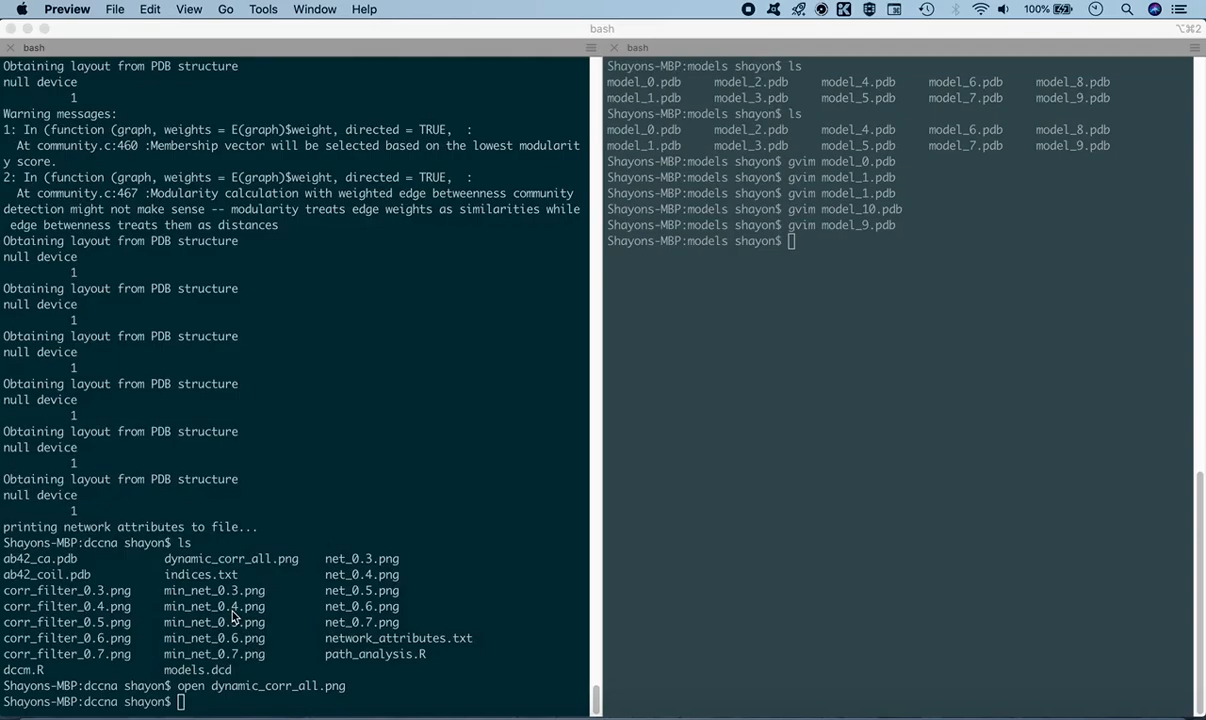 Preview File Edit View Go Tools Window Help 100%
bash ⌥⌘2
bash
Obtaining layout from PDB structure
null device
1
Warning messages:
1: In (function (graph, weights = E(graph)$weight, directed = TRUE,  :
At community.c:460 :Membership vector will be selected based on the lowest modularit
y score.
2: In (function (graph, weights = E(graph)$weight, directed = TRUE,  :
At community.c:467 :Modularity calculation with weighted edge betweenness community
detection might not make sense -- modularity treats edge weights as similarities while
edge betwenness treats them as distances
Obtaining layout from PDB structure
null device
1
Obtaining layout from PDB structure
null device
1
Obtaining layout from PDB structure
null device
1
Obtaining layout from PDB structure
null device
1
Obtaining layout from PDB structure
null device
1
Obtaining layout from PDB structure
null device
1
printing network attributes to file...
Shayons-MBP:dccna shayon$ ls
ab42_ca.pdb dynamic_corr_all.png net_0.3.png
ab42_coil.pdb indices.txt net_0.4.png
corr_filter_0.3.png min_net_0.3.png net_0.5.png
corr_filter_0.4.png min_net_0.4.png net_0.6.png
corr_filter_0.5.png min_net_0.5.png net_0.7.png
corr_filter_0.6.png min_net_0.6.png network_attributes.txt
corr_filter_0.7.png min_net_0.7.png path_analysis.R
dccm.R models.dcd
Shayons-MBP:dccna shayon$ open dynamic_corr_all.png
Shayons-MBP:dccna shayon$
bash
Shayons-MBP:models shayon$ ls
model_0.pdb model_2.pdb model_4.pdb model_6.pdb model_8.pdb
model_1.pdb model_3.pdb model_5.pdb model_7.pdb model_9.pdb
Shayons-MBP:models shayon$ ls
model_0.pdb model_2.pdb model_4.pdb model_6.pdb model_8.pdb
model_1.pdb model_3.pdb model_5.pdb model_7.pdb model_9.pdb
Shayons-MBP:models shayon$ gvim model_0.pdb
Shayons-MBP:models shayon$ gvim model_1.pdb
Shayons-MBP:models shayon$ gvim model_1.pdb
Shayons-MBP:models shayon$ gvim model_10.pdb
Shayons-MBP:models shayon$ gvim model_9.pdb
Shayons-MBP:models shayon$